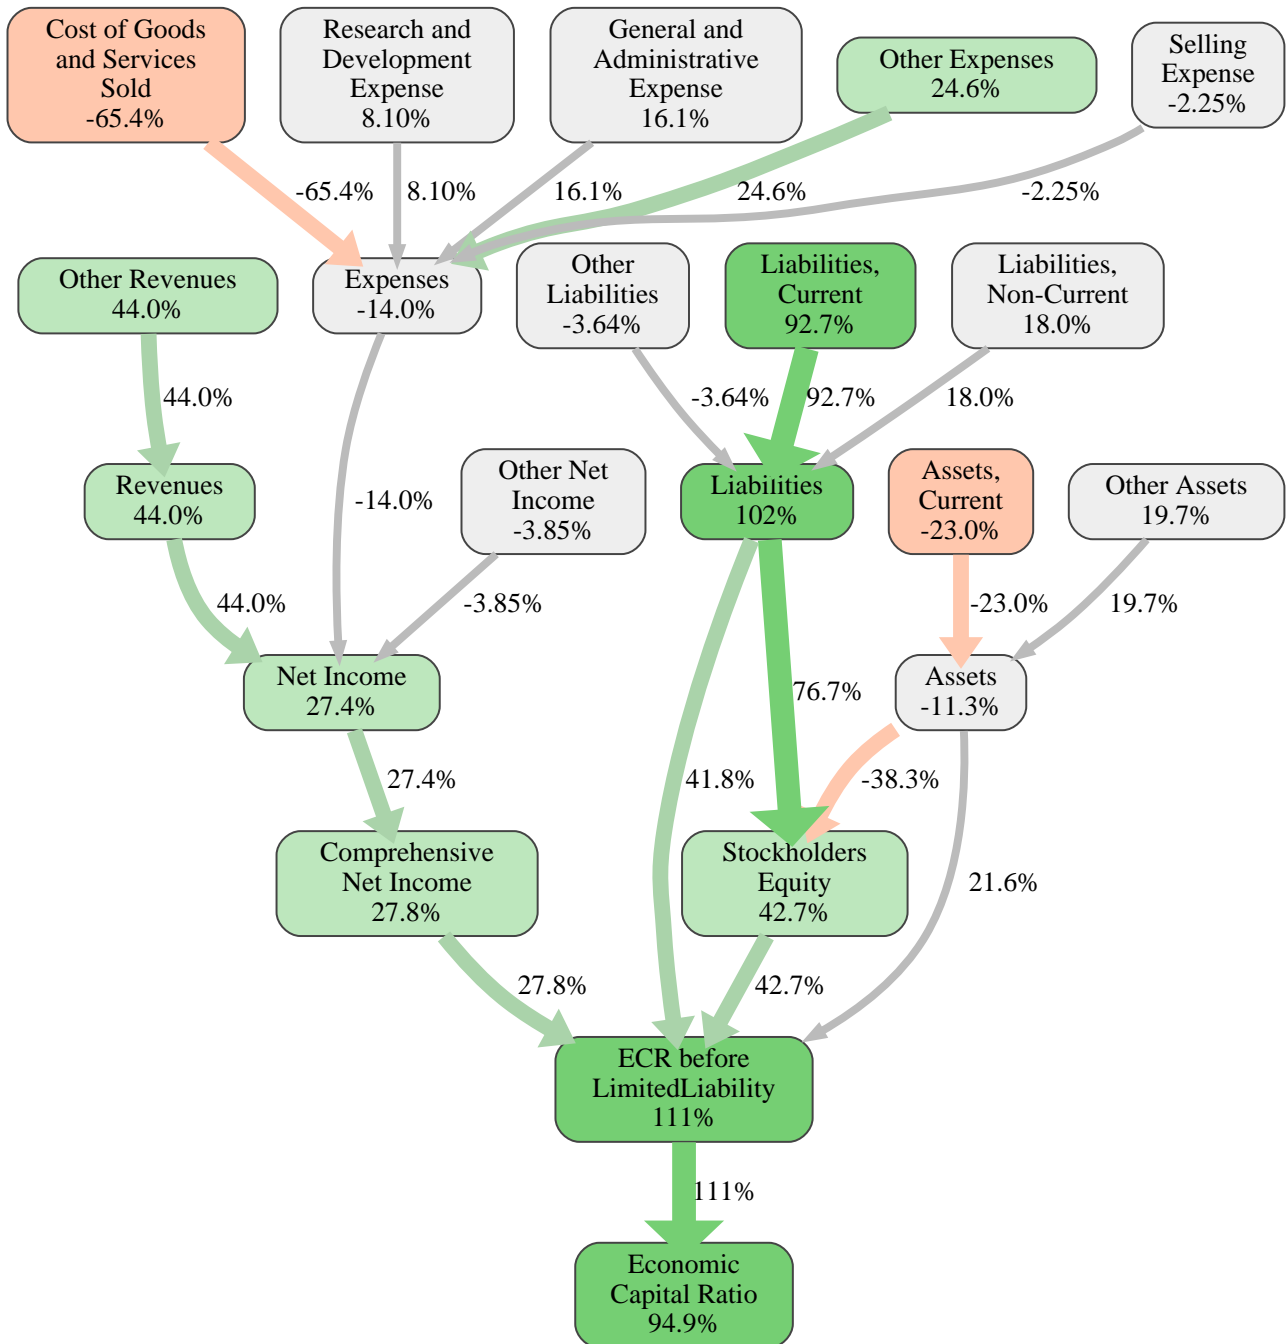 Cost of Goods
and Services
Sold
-65.4%
Research and
Development
Expense
8.10%
General and
Administrative
Expense
16.1%
Other Expenses
24.6%
Selling
Expense
-2.25%
-65.4%
8.10%
16.1%
24.6%
-2.25%
Other Revenues
44.0%
Expenses
-14.0%
Other
Liabilities
-3.64%
Liabilities,
Current
92.7%
Liabilities,
Non-Current
18.0%
44.0%
-3.64%
92.7%
18.0%
Revenues
44.0%
-14.0%
Other Net
Income
-3.85%
Liabilities
102%
Assets,
Current
-23.0%
Other Assets
19.7%
44.0%
-3.85%
-23.0%
19.7%
Net Income
27.4%
76.7%
Assets
-11.3%
27.4%
41.8%
-38.3%
Comprehensive
Net Income
27.8%
Stockholders
Equity
42.7%
21.6%
27.8%
42.7%
ECR before
LimitedLiability
111%
111%
Economic
Capital Ratio
94.9%